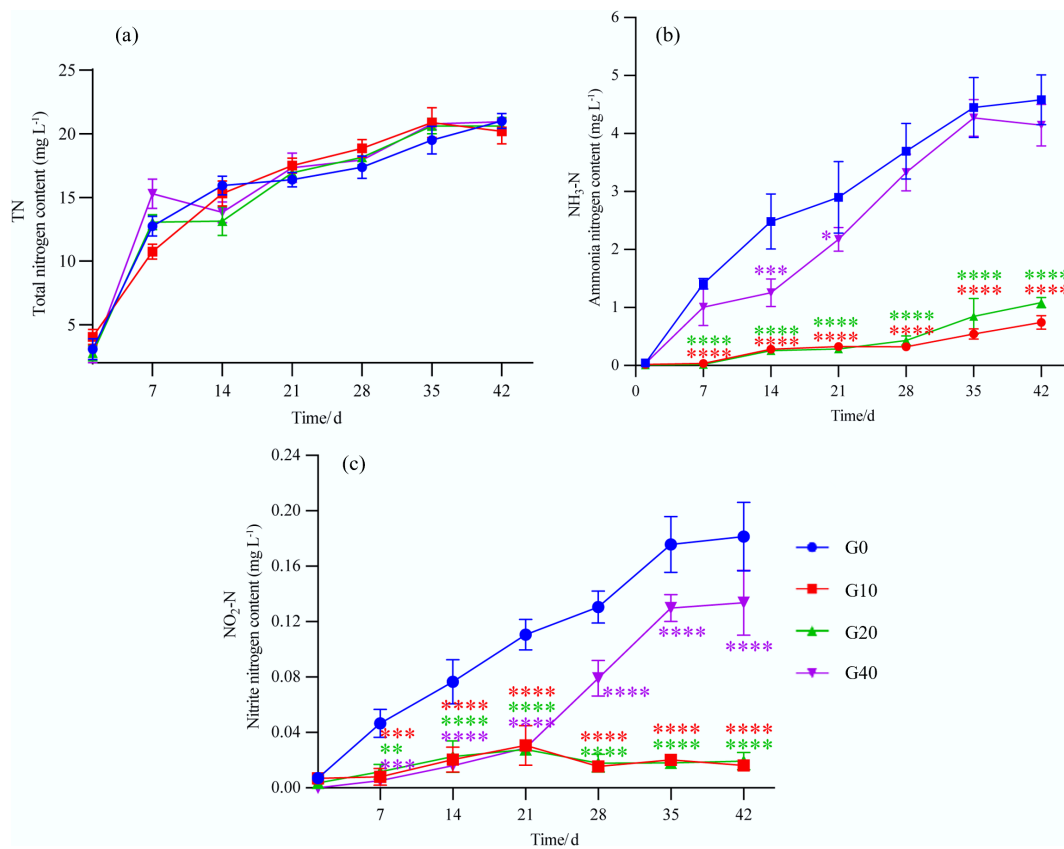 (a)
TN
Total nitrogen content (mg L⁻¹)
25
20
15
10
5
7 14 21 28 35 42
Time/d
(b)
NH₃-N
Ammonia nitrogen content (mg L⁻¹)
6
5
4
3
2
1
0
*
***
**** **** **** **** **** ****
**** **** **** **** **** ****
0 1 7 14 21 28 35 42
Time/d
(c)
NO₂-N
Nitrite nitrogen content (mg L⁻¹)
0.24
0.20
0.16
0.12
0.08
0.04
0.00
*** **** **** **** **** ****
** **** **** **** **** ****
*** **** **** **** **** ****
7 14 21 28 35 42
Time/d
G0
G10
G20
G40